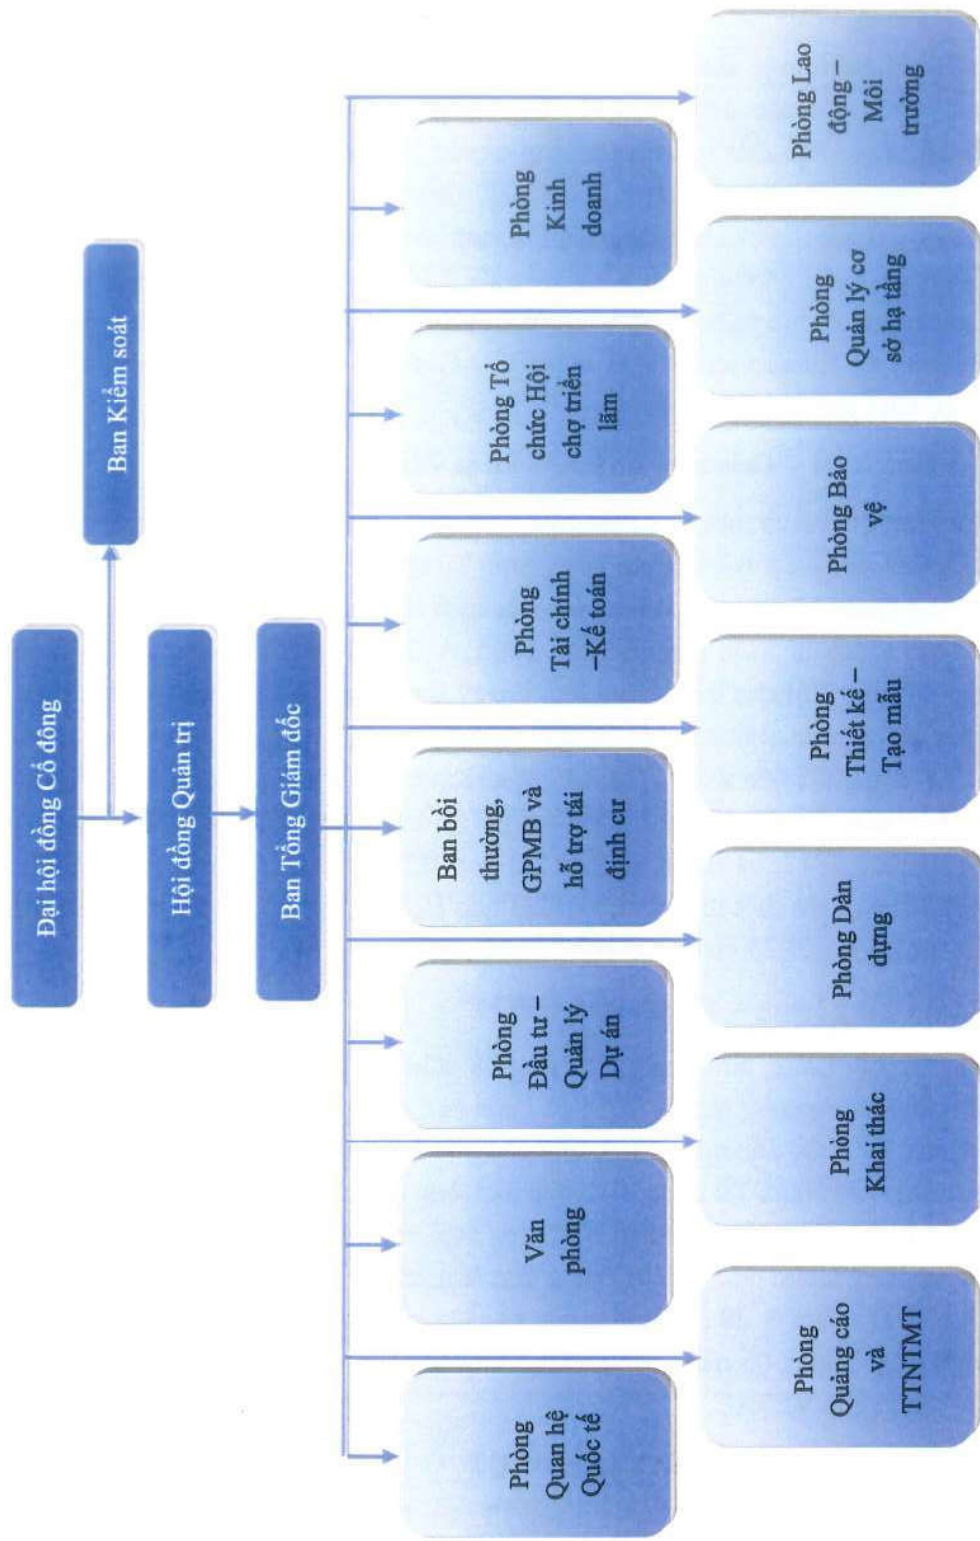 Đại hội đồng Cổ đông
Ban Kiểm soát
Hội đồng Quản trị
Ban Tổng Giám đốc
Phòng
Quan hệ
Quốc tế
Văn
phòng
Phòng
Đầu tư –
Quản lý
Dự án
Ban bồi
thường,
GPMB và
hỗ trợ tái
định cư
Phòng
Tài chính
–Kế toán
Phòng Tổ
chức Hội
chợ triển
lãm
Phòng
Kinh
doanh
Phòng
Quảng cáo
và
TTNTMT
Phòng
Khai thác
Phòng Dàn
dựng
Phòng
Thiết kế –
Tạo mẫu
Phòng Bảo
vệ
Phòng
Quản lý cơ
sở hạ tầng
Phòng Lao
động –
Môi
trường